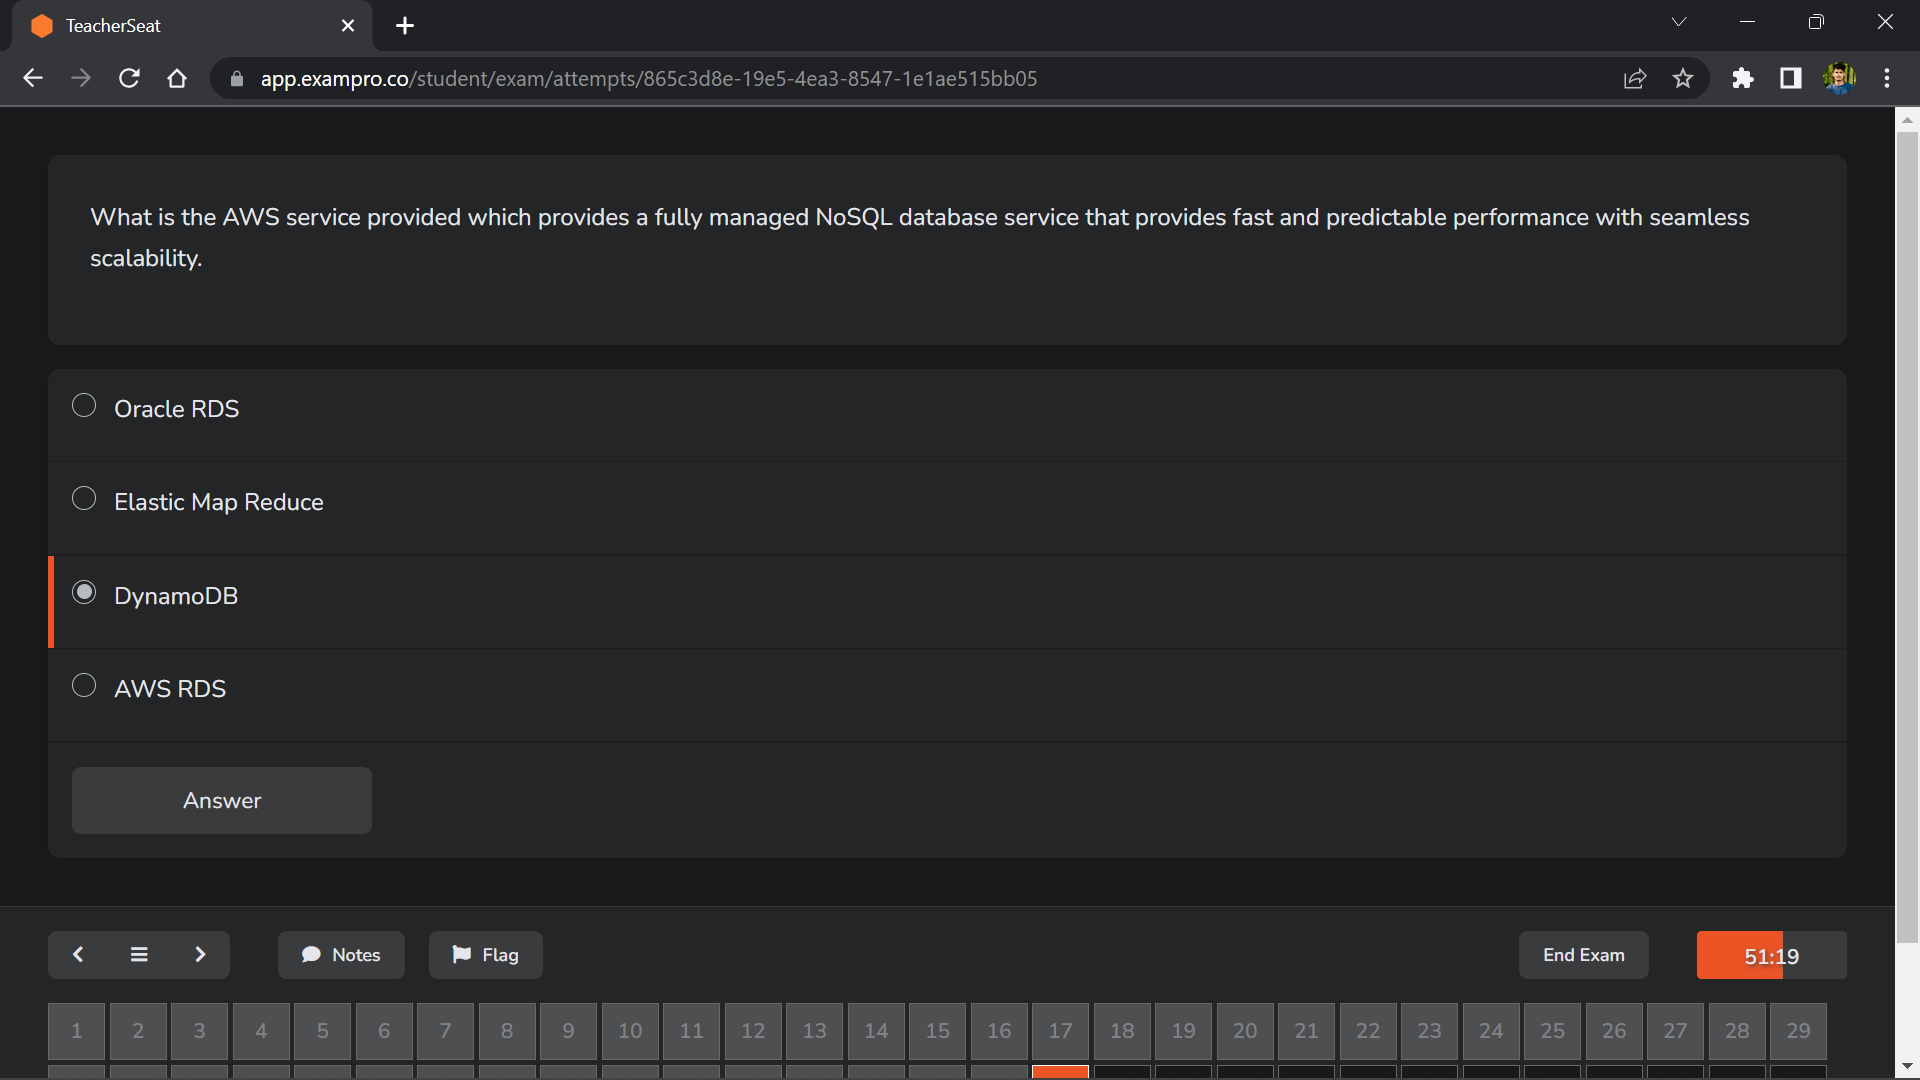 TeacherSeat
app.exampro.co/student/exam/attempts/865c3d8e-19e5-4ea3-8547-1e1ae515bb05
What is the AWS service provided which provides a fully managed NoSQL database service that provides fast and predictable performance with seamless
scalability.
Oracle RDS
Elastic Map Reduce
DynamoDB
AWS RDS
Answer
Notes
Flag
End Exam
51:19
1 2 3 4 5 6 7 8 9 10 11 12 13 14 15 16 17 18 19 20 21 22 23 24 25 26 27 28 29